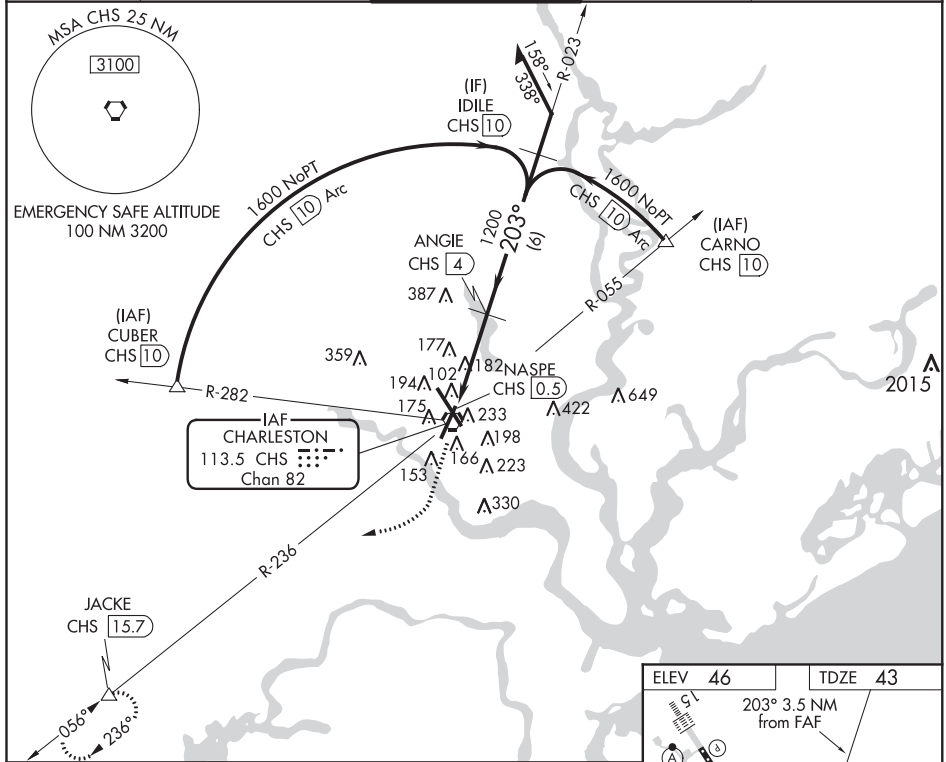 MSA CHS 25 NM
3100
EMERGENCY SAFE ALTITUDE
100 NM 3200
158°
338°
R-023
(IF)
IDILE
CHS 10
1600 NoPT
CHS 10 Arc
1600 NoPT
CHS 10 Arc
1200
203°
(6)
(IAF)
CARNO
CHS 10
ANGIE
CHS 4
R-055
387
(IAF)
CUBER
CHS 10
359
177
182
NASPE
CHS 0.5
194
102
649
2015
R-282
175
233
422
IAF
CHARLESTON
113.5 CHS
Chan 82
198
166
153
223
330
R-236
JACKE
CHS 15.7
056°
236°
ELEV 46
TDZE 43
203° 3.5 NM
from FAF
15
A
P